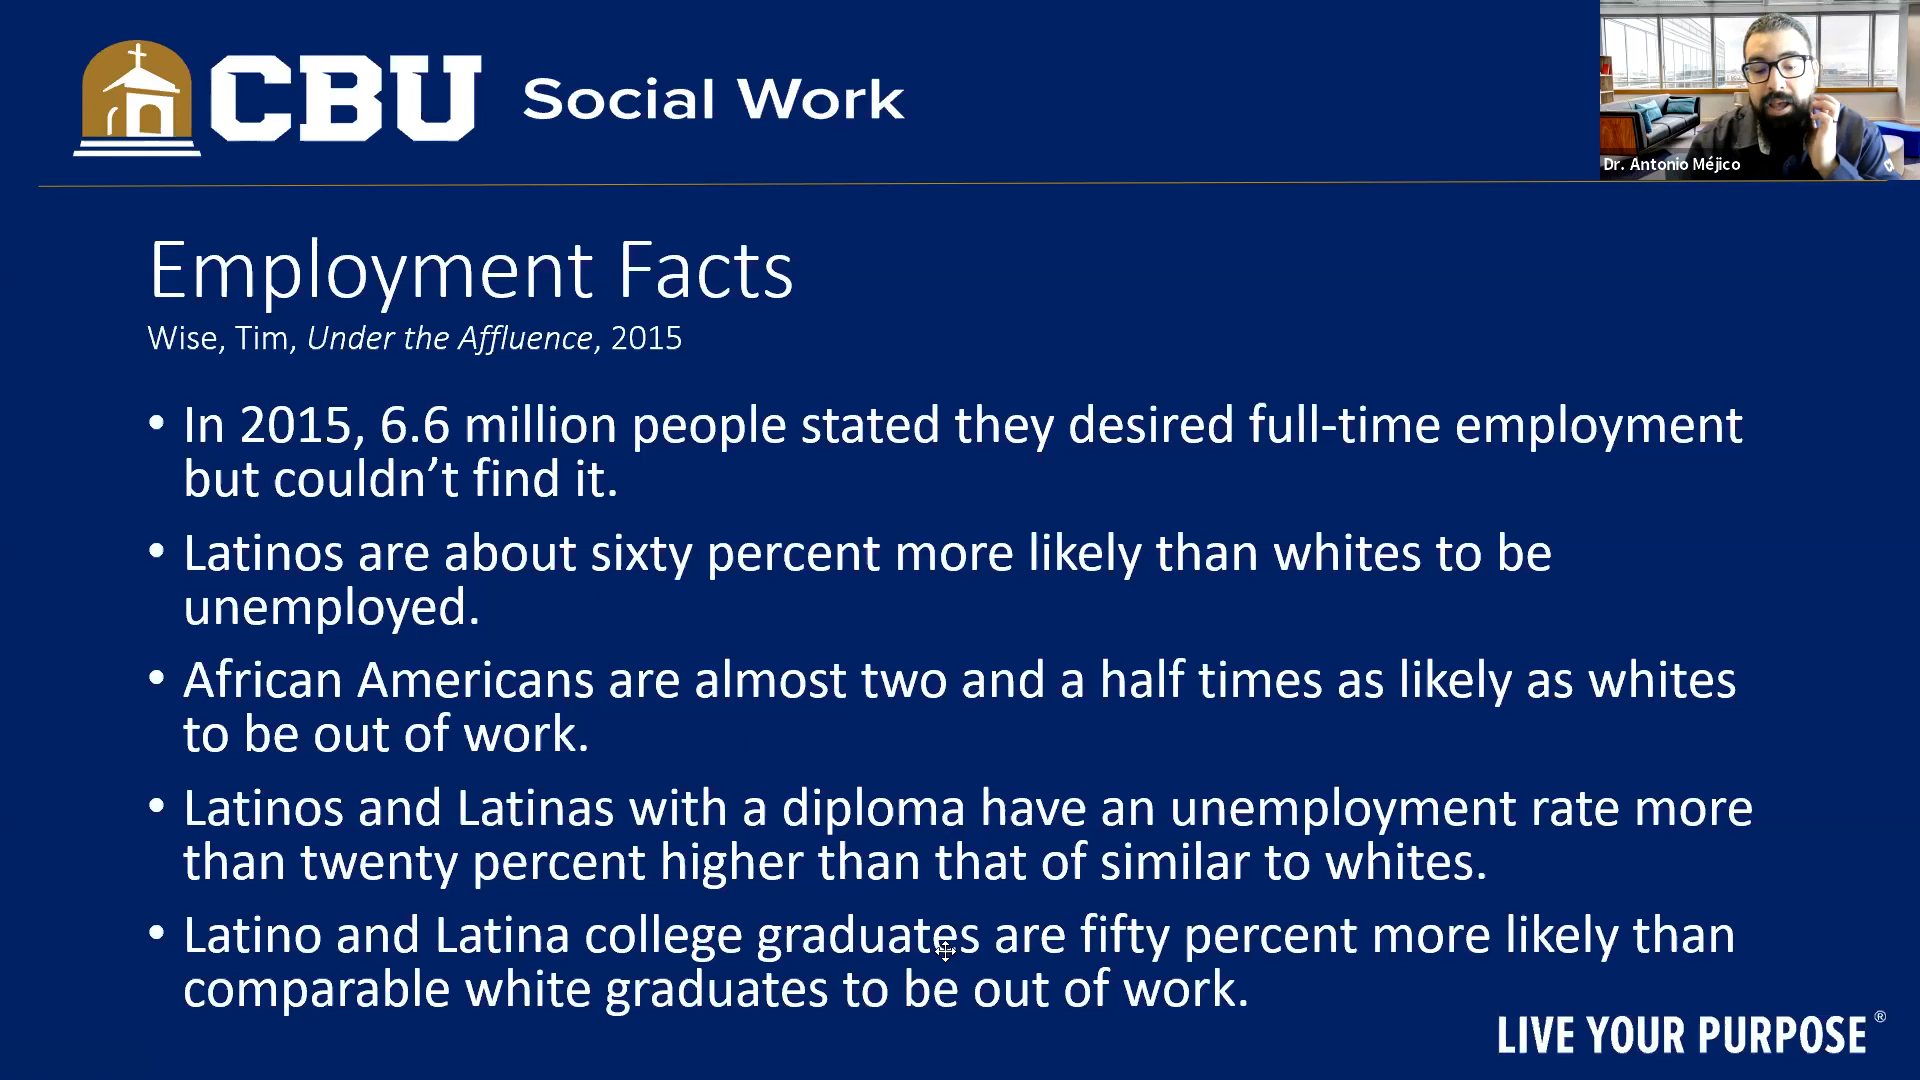 CBU Social Work
Dr. Antonio Méjico
Employment Facts
Wise, Tim, Under the Affluence, 2015
• In 2015, 6.6 million people stated they desired full-time employment
but couldn’t find it.
• Latinos are about sixty percent more likely than whites to be
unemployed.
• African Americans are almost two and a half times as likely as whites
to be out of work.
• Latinos and Latinas with a diploma have an unemployment rate more
than twenty percent higher than that of similar to whites.
• Latino and Latina college graduates are fifty percent more likely than
comparable white graduates to be out of work.
LIVE YOUR PURPOSE®